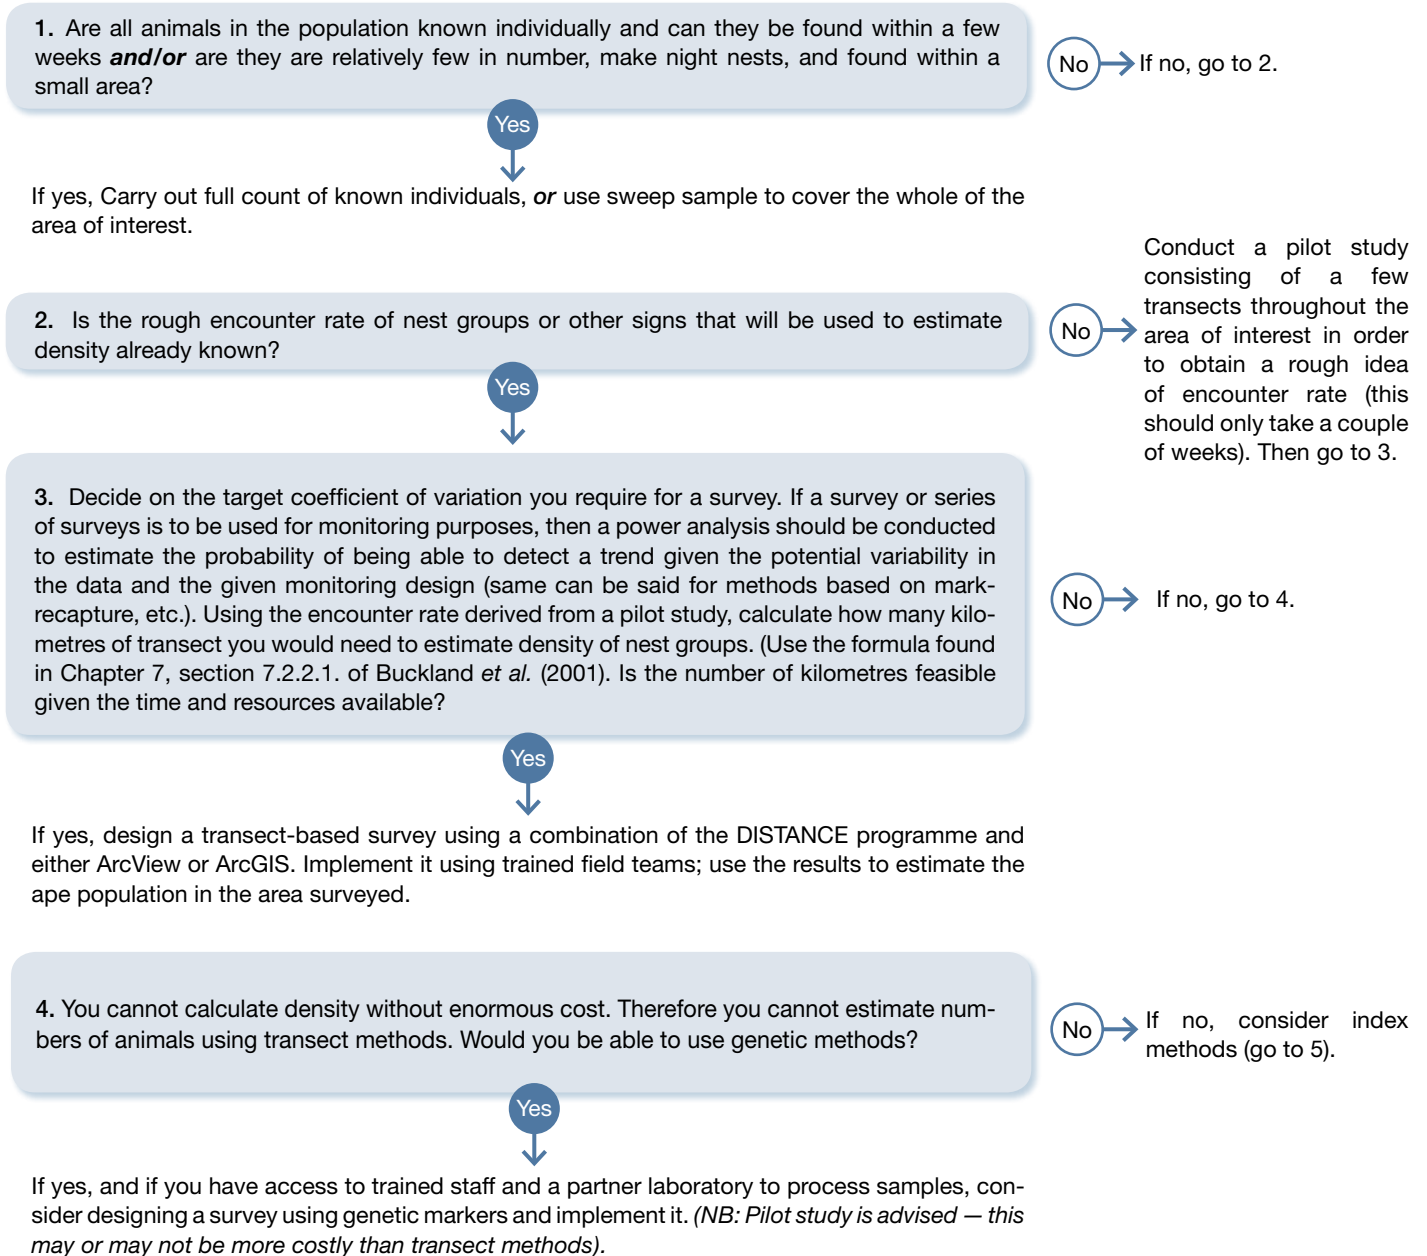 1. Are all animals in the population known individually and can they be found within a few
weeks and/or are they are relatively few in number, make night nests, and found within a
small area?
No
If no, go to 2.
Yes
If yes, Carry out full count of known individuals, or use sweep sample to cover the whole of the
area of interest.
2. Is the rough encounter rate of nest groups or other signs that will be used to estimate
density already known?
No
Conduct a pilot study
consisting of a few
transects throughout the
area of interest in order
to obtain a rough idea
of encounter rate (this
should only take a couple
of weeks). Then go to 3.
Yes
3. Decide on the target coefficient of variation you require for a survey. If a survey or series
of surveys is to be used for monitoring purposes, then a power analysis should be conducted
to estimate the probability of being able to detect a trend given the potential variability in
the data and the given monitoring design (same can be said for methods based on mark-
recapture, etc.). Using the encounter rate derived from a pilot study, calculate how many kilo-
metres of transect you would need to estimate density of nest groups. (Use the formula found
in Chapter 7, section 7.2.2.1. of Buckland et al. (2001). Is the number of kilometres feasible
given the time and resources available?
No
If no, go to 4.
Yes
If yes, design a transect-based survey using a combination of the DISTANCE programme and
either ArcView or ArcGIS. Implement it using trained field teams; use the results to estimate the
ape population in the area surveyed.
4. You cannot calculate density without enormous cost. Therefore you cannot estimate num-
bers of animals using transect methods. Would you be able to use genetic methods?
No
If no, consider index
methods (go to 5).
Yes
If yes, and if you have access to trained staff and a partner laboratory to process samples, con-
sider designing a survey using genetic markers and implement it. (NB: Pilot study is advised — this
may or may not be more costly than transect methods).